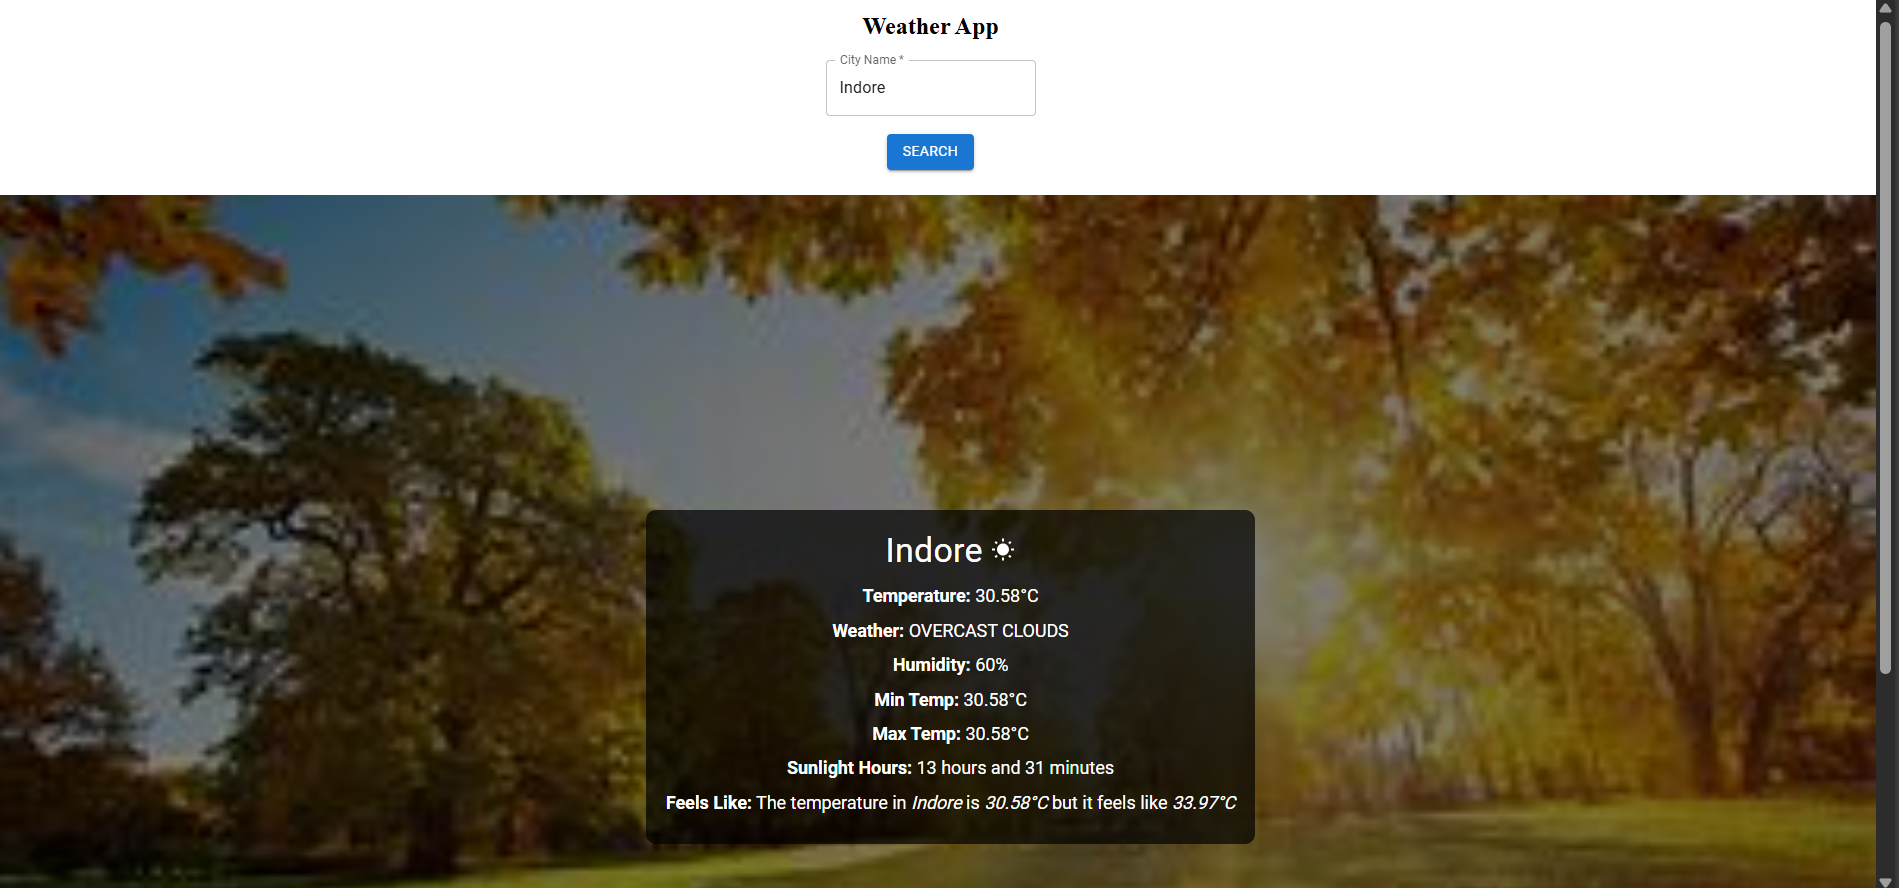 Weather App
City Name *
Indore
SEARCH
Indore
Temperature: 30.58°C
Weather: OVERCAST CLOUDS
Humidity: 60%
Min Temp: 30.58°C
Max Temp: 30.58°C
Sunlight Hours: 13 hours and 31 minutes
Feels Like: The temperature in Indore is 30.58°C but it feels like 33.97°C